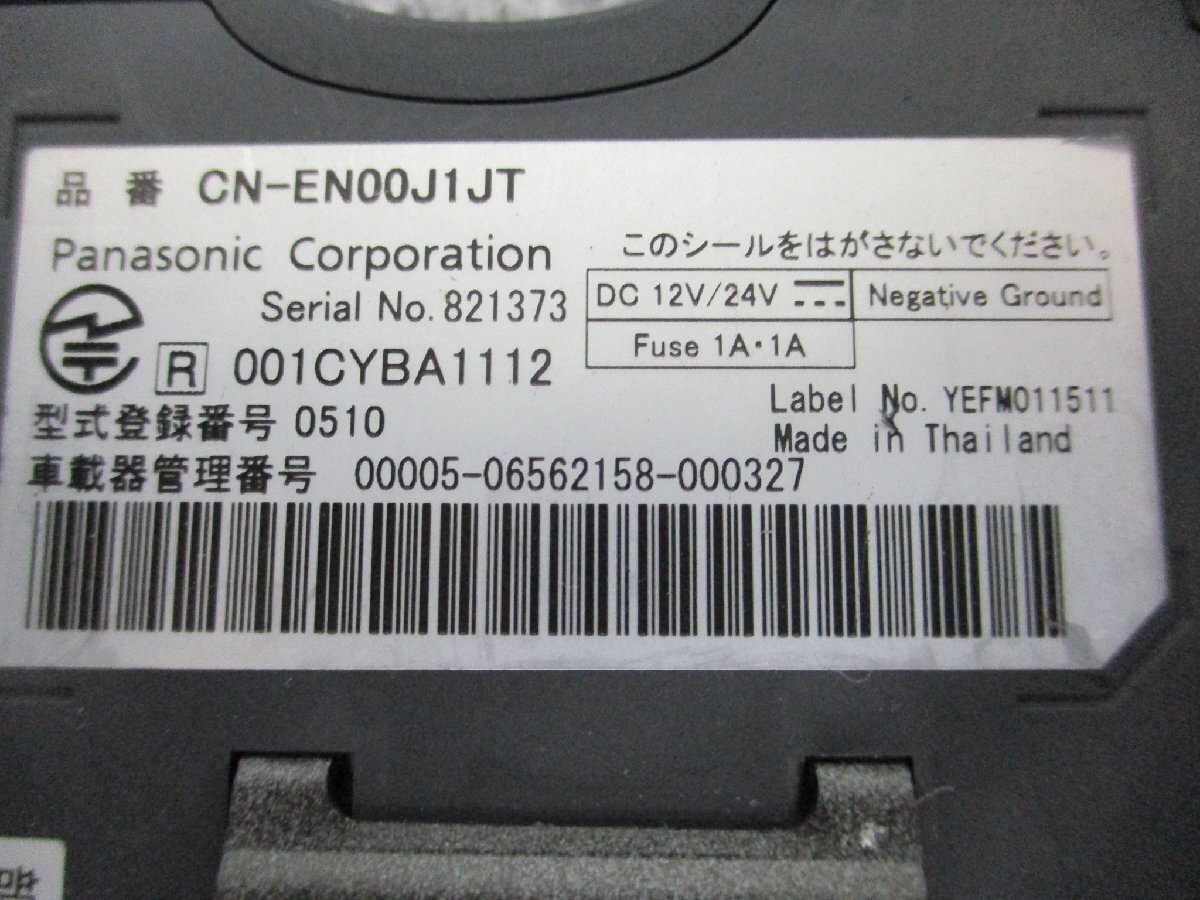 品 番 CN-EN00J1JT
Panasonic Corporation
このシールをはがさないでください。
Serial No. 821373
DC 12V/24V
Negative Ground
Fuse 1A・1A
R 001CYBA1112
Label No. YEFM011511
型式登録番号 0510
Made in Thailand
車載器管理番号 00005-06562158-000327